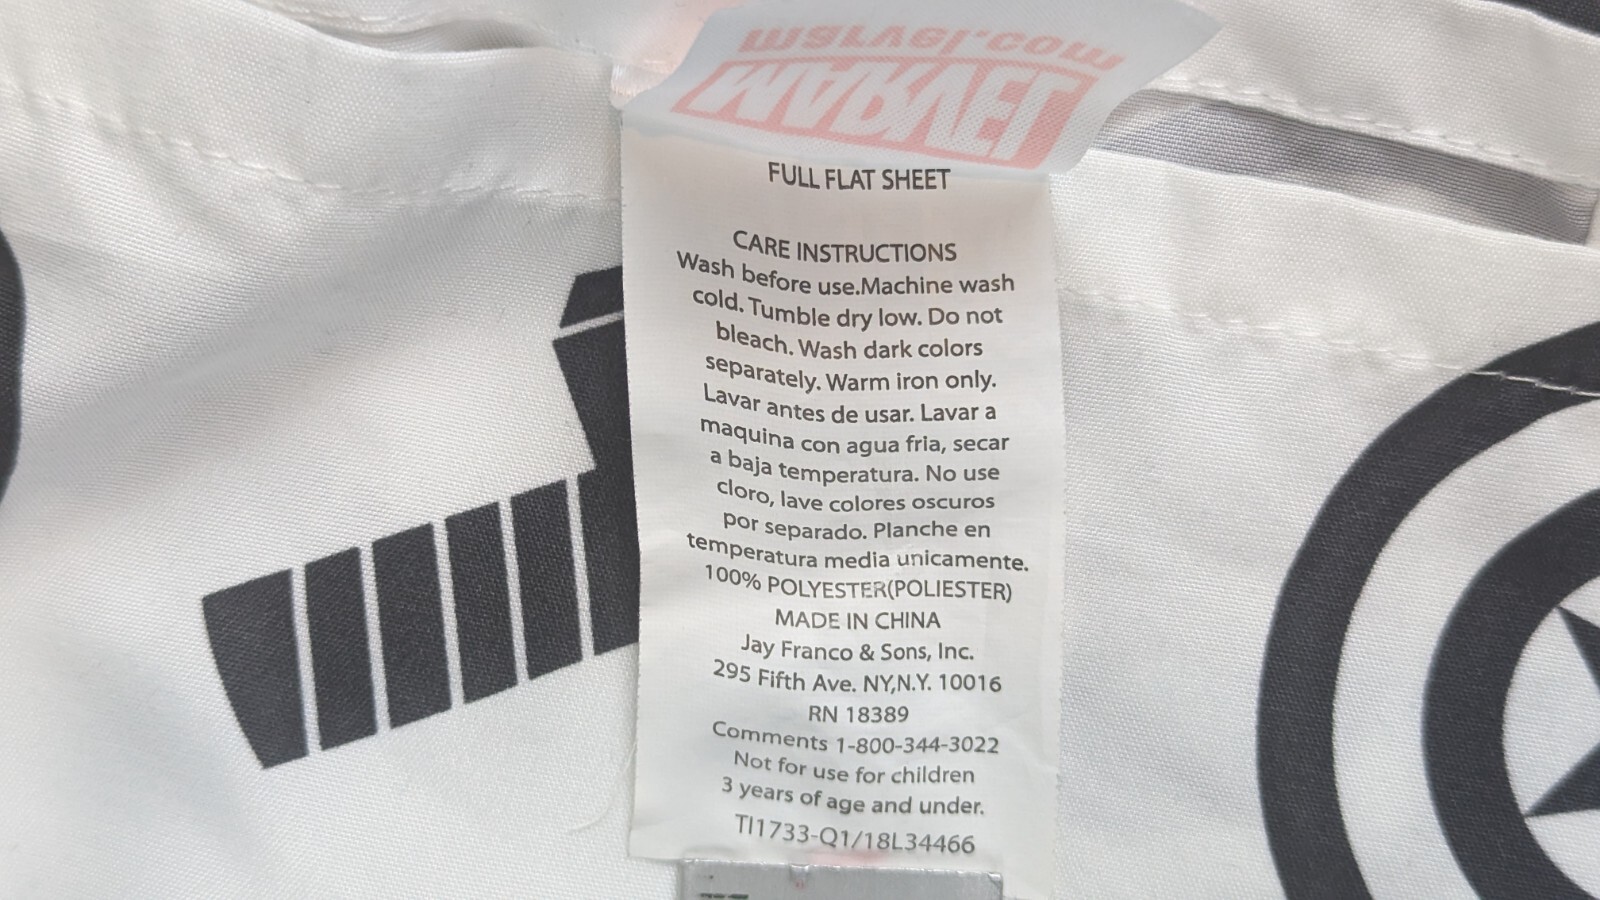 marvel.com
MARVEL
FULL FLAT SHEET
CARE INSTRUCTIONS
Wash before use.Machine wash
cold. Tumble dry low. Do not
bleach. Wash dark colors
separately. Warm iron only.
Lavar antes de usar. Lavar a
maquina con agua fria, secar
a baja temperatura. No use
cloro, lave colores oscuros
por separado. Planche en
temperatura media unicamente.
100% POLYESTER(POLIESTER)
MADE IN CHINA
Jay Franco & Sons, Inc.
295 Fifth Ave. NY,N.Y. 10016
RN 18389
Comments 1-800-344-3022
Not for use for children
3 years of age and under.
TI1733-Q1/18L34466